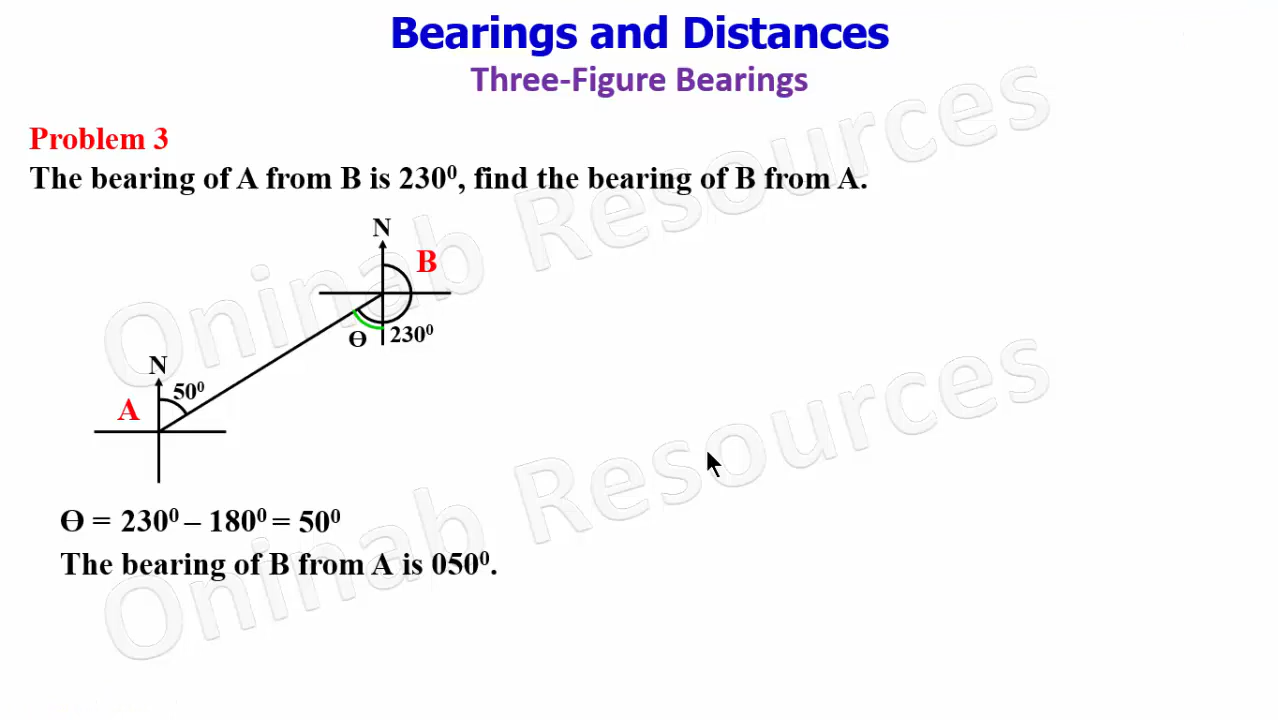 Bearings and Distances
Three-Figure Bearings
Problem 3
The bearing of A from B is 230⁰, find the bearing of B from A.
N
B
Ɵ 230⁰
N
50⁰
A
Ɵ = 230⁰ – 180⁰ = 50⁰
The bearing of B from A is 050⁰.
Oninab Resources
Oninab Resources